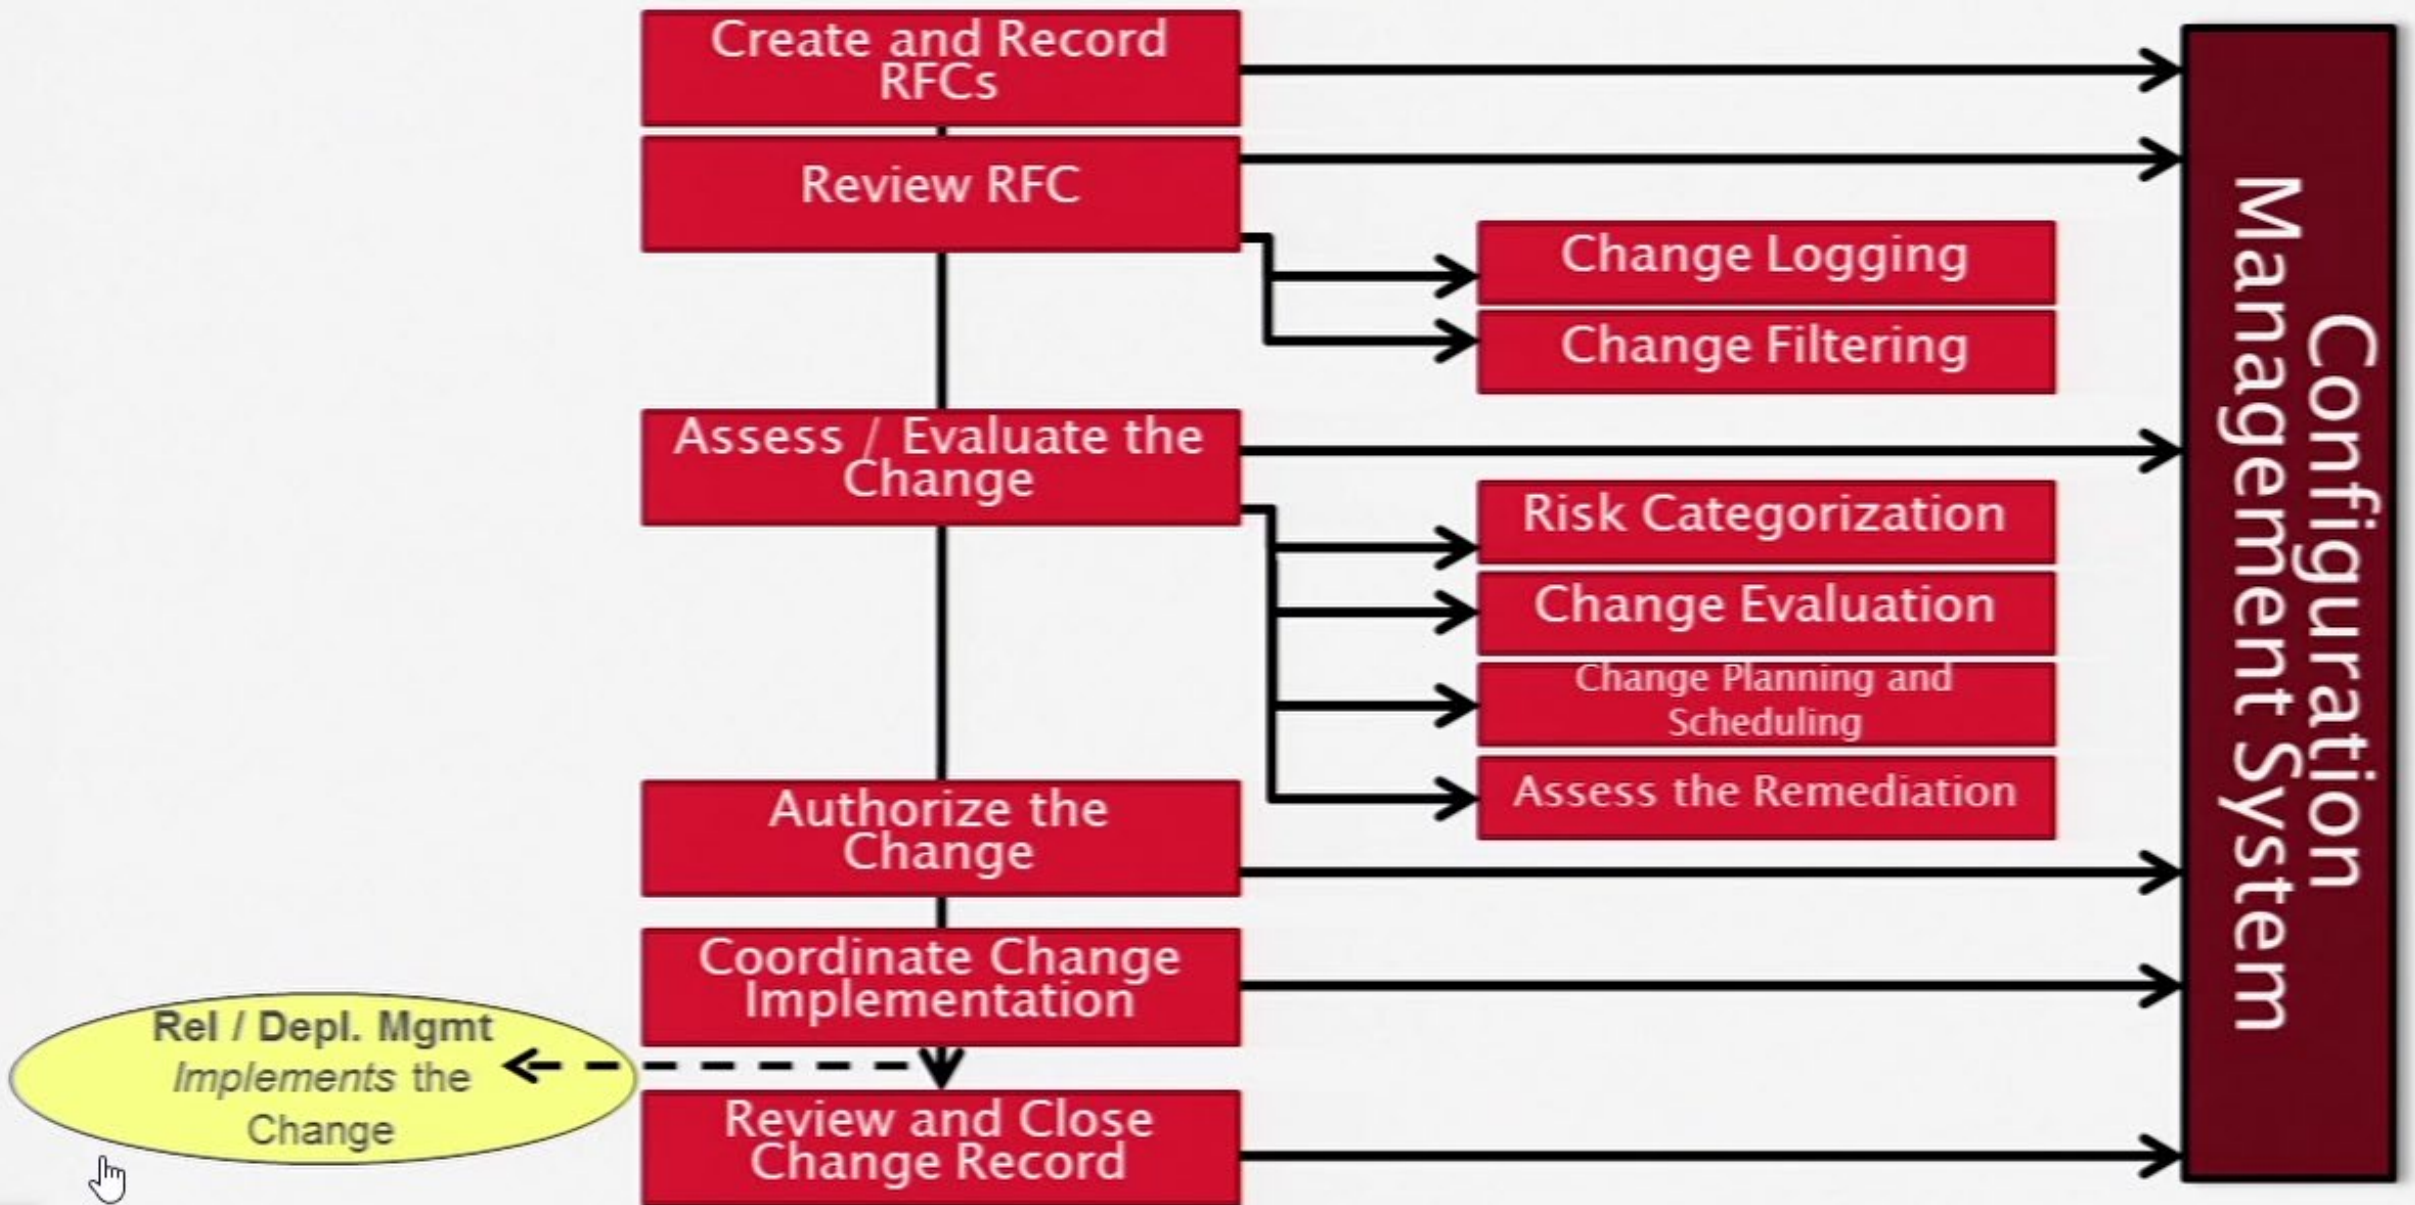 Create and Record
RFCs
Review RFC
Change Logging
Change Filtering
Assess / Evaluate the
Change
Risk Categorization
Change Evaluation
Change Planning and
Scheduling
Assess the Remediation
Authorize the
Change
Coordinate Change
Implementation
Rel / Depl. Mgmt
Implements the
Change
Review and Close
Change Record
Configuration
Management System